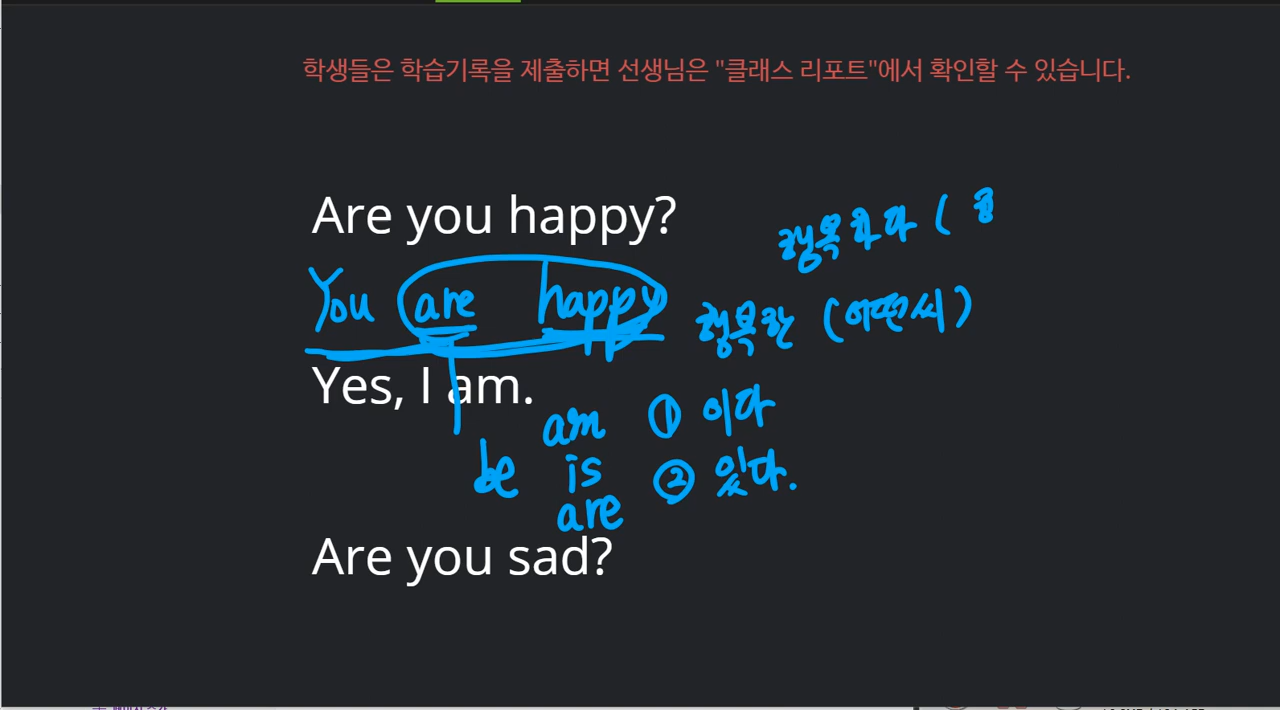 학생들은 학습기록을 제출하면 선생님은 "클래스 리포트"에서 확인할 수 있습니다.
Are you happy?
행복하다 (
You are happy 행복한 (어떤씨)
Yes, I am.
am ① 이다
be is ② 있다.
are
Are you sad?